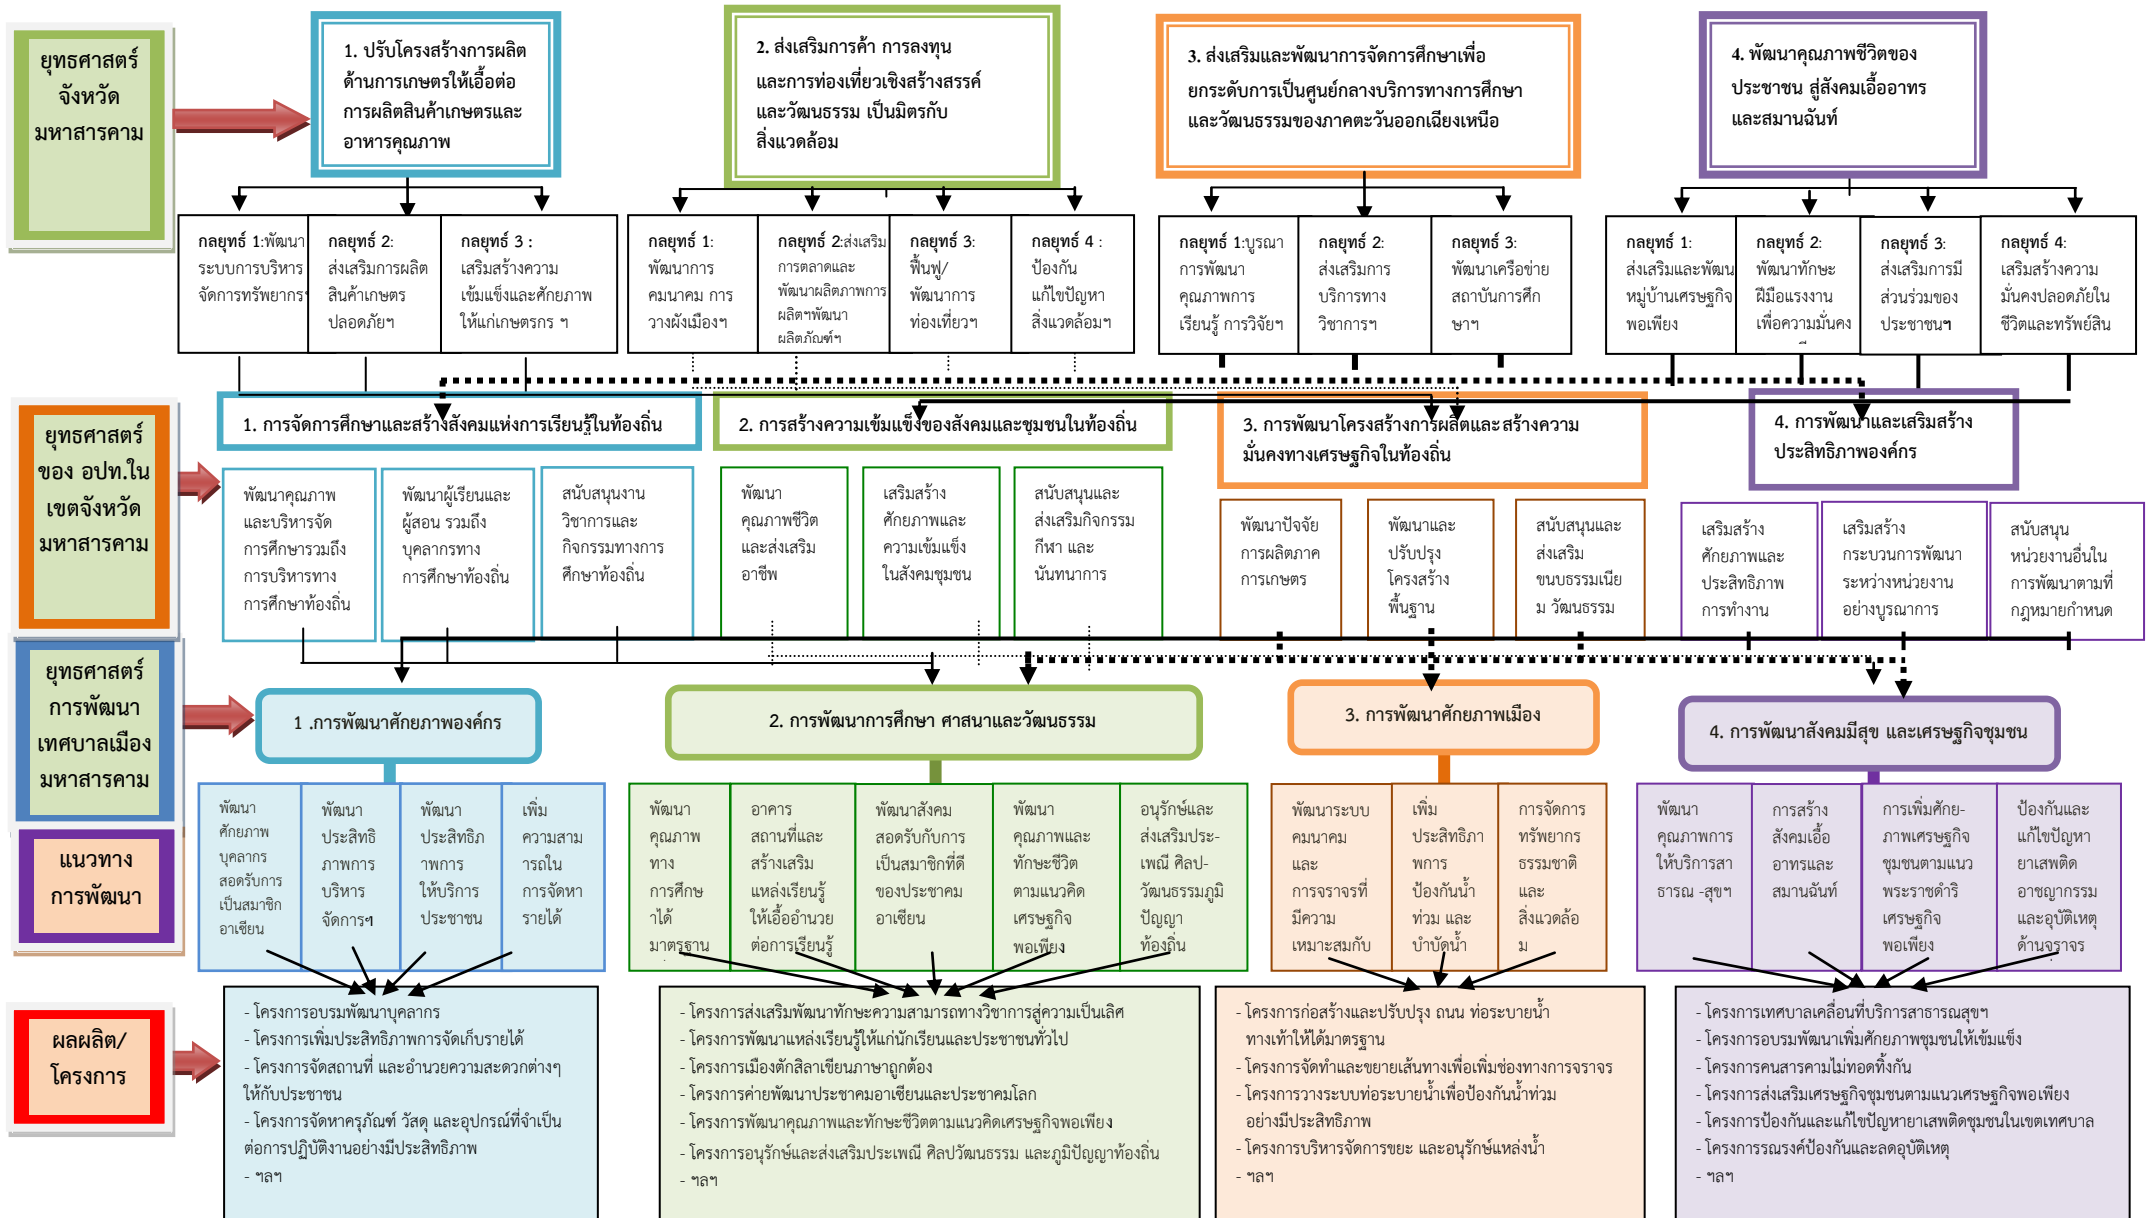 ยุทธศาสตร์
จังหวัด
มหาสารคาม
1. ปรับโครงสร้างการผลิต
ด้านการเกษตรให้เอื้อต่อ
การผลิตสินค้าเกษตรและ
อาหารคุณภาพ
2. ส่งเสริมการค้า การลงทุน
และการท่องเที่ยวเชิงสร้างสรรค์
และวัฒนธรรม เป็นมิตรกับ
สิ่งแวดล้อม
3. ส่งเสริมและพัฒนาการจัดการศึกษาเพื่อ
ยกระดับการเป็นศูนย์กลางบริการทางการศึกษา
และวัฒนธรรมของภาคตะวันออกเฉียงเหนือ
4. พัฒนาคุณภาพชีวิตของ
ประชาชน สู่สังคมเอื้ออาทร
และสมานฉันท์
กลยุทธ์ 1:พัฒนา
ระบบการบริหาร
จัดการทรัพยากรฯ
กลยุทธ์ 2:
ส่งเสริมการผลิต
สินค้าเกษตร
ปลอดภัยฯ
กลยุทธ์ 3 :
เสริมสร้างความ
เข้มแข็งและศักยภาพ
ให้แก่เกษตรกร ฯ
กลยุทธ์ 1:
พัฒนาการ
คมนาคม การ
วางผังเมืองฯ
กลยุทธ์ 2:ส่งเสริม
การตลาดและ
พัฒนาผลิตภาพการ
ผลิตฯพัฒนา
ผลิตภัณฑ์ฯ
กลยุทธ์ 3:
ฟื้นฟู/
พัฒนาการ
ท่องเที่ยวฯ
กลยุทธ์ 4 :
ป้องกัน
แก้ไขปัญหา
สิ่งแวดล้อมฯ
กลยุทธ์ 1:บูรณา
การพัฒนา
คุณภาพการ
เรียนรู้ การวิจัยฯ
กลยุทธ์ 2:
ส่งเสริมการ
บริการทาง
วิชาการฯ
กลยุทธ์ 3:
พัฒนาเครือข่าย
สถาบันการศึก
ษาฯ
กลยุทธ์ 1:
ส่งเสริมและพัฒน
หมู่บ้านเศรษฐกิจ
พอเพียง
กลยุทธ์ 2:
พัฒนาทักษะ
ฝีมือแรงงาน
เพื่อความมั่นคง
กลยุทธ์ 3:
ส่งเสริมการมี
ส่วนร่วมของ
ประชาชนฯ
กลยุทธ์ 4:
เสริมสร้างความ
มั่นคงปลอดภัยใน
ชีวิตและทรัพย์สิน
ยุทธศาสตร์
ของ อปท.ใน
เขตจังหวัด
มหาสารคาม
1. การจัดการศึกษาและสร้างสังคมแห่งการเรียนรู้ในท้องถิ่น
2. การสร้างความเข้มแข็งของสังคมและชุมชนในท้องถิ่น
3. การพัฒนาโครงสร้างการผลิตและสร้างความ
มั่นคงทางเศรษฐกิจในท้องถิ่น
4. การพัฒนาและเสริมสร้าง
ประสิทธิภาพองค์กร
พัฒนาคุณภาพ
และบริหารจัด
การศึกษารวมถึง
การบริหารทาง
การศึกษาท้องถิ่น
พัฒนาผู้เรียนและ
ผู้สอน รวมถึง
บุคลากรทาง
การศึกษาท้องถิ่น
สนับสนุนงาน
วิชาการและ
กิจกรรมทางการ
ศึกษาท้องถิ่น
พัฒนา
คุณภาพชีวิต
และส่งเสริม
อาชีพ
เสริมสร้าง
ศักยภาพและ
ความเข้มแข็ง
ในสังคมชุมชน
สนับสนุนและ
ส่งเสริมกิจกรรม
กีฬา และ
นันทนาการ
พัฒนาปัจจัย
การผลิตภาค
การเกษตร
พัฒนาและ
ปรับปรุง
โครงสร้าง
พื้นฐาน
สนับสนุนและ
ส่งเสริม
ขนบธรรมเนีย
ม วัฒนธรรม
เสริมสร้าง
ศักยภาพและ
ประสิทธิภาพ
การทำงาน
เสริมสร้าง
กระบวนการพัฒนา
ระหว่างหน่วยงาน
อย่างบูรณาการ
สนับสนุน
หน่วยงานอื่นใน
การพัฒนาตามที่
กฎหมายกำหนด
ยุทธศาสตร์
การพัฒนา
เทศบาลเมือง
มหาสารคาม
1 .การพัฒนาศักยภาพองค์กร
2. การพัฒนาการศึกษา ศาสนาและวัฒนธรรม
3. การพัฒนาศักยภาพเมือง
4. การพัฒนาสังคมมีสุข และเศรษฐกิจชุมชน
แนวทาง
การพัฒนา
พัฒนา
ศักยภาพ
บุคลากร
สอดรับการ
เป็นสมาชิก
อาเซียน
พัฒนา
ประสิทธิ
ภาพการ
บริหาร
จัดการฯ
พัฒนา
ประสิทธิภ
าพการ
ให้บริการ
ประชาชน
เพิ่ม
ความสาม
ารถใน
การจัดหา
รายได้
พัฒนา
คุณภาพ
ทาง
การศึกษ
าได้
มาตรฐาน
อาคาร
สถานที่และ
สร้างเสริม
แหล่งเรียนรู้
ให้เอื้ออำนวย
ต่อการเรียนรู้
พัฒนาสังคม
สอดรับกับการ
เป็นสมาชิกที่ดี
ของประชาคม
อาเซียน
พัฒนา
คุณภาพและ
ทักษะชีวิต
ตามแนวคิด
เศรษฐกิจ
พอเพียง
อนุรักษ์และ
ส่งเสริมประ-
เพณี ศิลป-
วัฒนธรรมภูมิ
ปัญญา
ท้องถิ่น
พัฒนาระบบ
คมนาคม
และ
การจราจรที่
มีความ
เหมาะสมกับ
เพิ่ม
ประสิทธิภา
พการ
ป้องกันน้ำ
ท่วม และ
บำบัดน้ำ
การจัดการ
ทรัพยากร
ธรรมชาติ
และ
สิ่งแวดล้อ
ม
พัฒนา
คุณภาพการ
ให้บริการสา
ธารณ -สุขฯ
การสร้าง
สังคมเอื้อ
อาทรและ
สมานฉันท์
การเพิ่มศักย-
ภาพเศรษฐกิจ
ชุมชนตามแนว
พระราชดำริ
เศรษฐกิจ
พอเพียง
ป้องกันและ
แก้ไขปัญหา
ยาเสพติด
อาชญากรรม
และอุบัติเหตุ
ด้านจราจร
ผลผลิต/
โครงการ
- โครงการอบรมพัฒนาบุคลากร
- โครงการเพิ่มประสิทธิภาพการจัดเก็บรายได้
- โครงการจัดสถานที่ และอำนวยความสะดวกต่างๆ
ให้กับประชาชน
- โครงการจัดหาครุภัณฑ์ วัสดุ และอุปกรณ์ที่จำเป็น
ต่อการปฏิบัติงานอย่างมีประสิทธิภาพ
- ฯลฯ
- โครงการส่งเสริมพัฒนาทักษะความสามารถทางวิชาการสู่ความเป็นเลิศ
- โครงการพัฒนาแหล่งเรียนรู้ให้แก่นักเรียนและประชาชนทั่วไป
- โครงการเมืองตักสิลาเขียนภาษาถูกต้อง
- โครงการค่ายพัฒนาประชาคมอาเซียนและประชาคมโลก
- โครงการพัฒนาคุณภาพและทักษะชีวิตตามแนวคิดเศรษฐกิจพอเพียง
- โครงการอนุรักษ์และส่งเสริมประเพณี ศิลปวัฒนธรรม และภูมิปัญญาท้องถิ่น
- ฯลฯ
- โครงการก่อสร้างและปรับปรุง ถนน ท่อระบายน้ำ
ทางเท้าให้ได้มาตรฐาน
- โครงการจัดทำและขยายเส้นทางเพื่อเพิ่มช่องทางการจราจร
- โครงการวางระบบท่อระบายน้ำเพื่อป้องกันน้ำท่วม
อย่างมีประสิทธิภาพ
- โครงการบริหารจัดการขยะ และอนุรักษ์แหล่งน้ำ
- ฯลฯ
- โครงการเทศบาลเคลื่อนที่บริการสาธารณสุขฯ
- โครงการอบรมพัฒนาเพิ่มศักยภาพชุมชนให้เข้มแข็ง
- โครงการคนสารคามไม่ทอดทิ้งกัน
- โครงการส่งเสริมเศรษฐกิจชุมชนตามแนวเศรษฐกิจพอเพียง
- โครงการป้องกันและแก้ไขปัญหายาเสพติดชุมชนในเขตเทศบาล
- โครงการรณรงค์ป้องกันและลดอุบัติเหตุ
- ฯลฯ